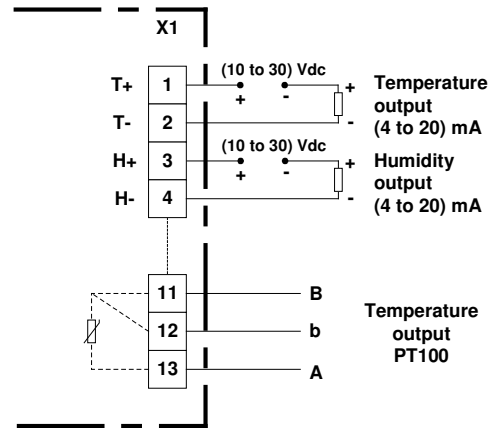 X1
T+ 1 (10 to 30) Vdc + - +
T- 2 -
Temperature
output
(4 to 20) mA
H+ 3 (10 to 30) Vdc + - +
H- 4 -
Humidity
output
(4 to 20) mA
11 B
12 b
13 A
Temperature
output
PT100